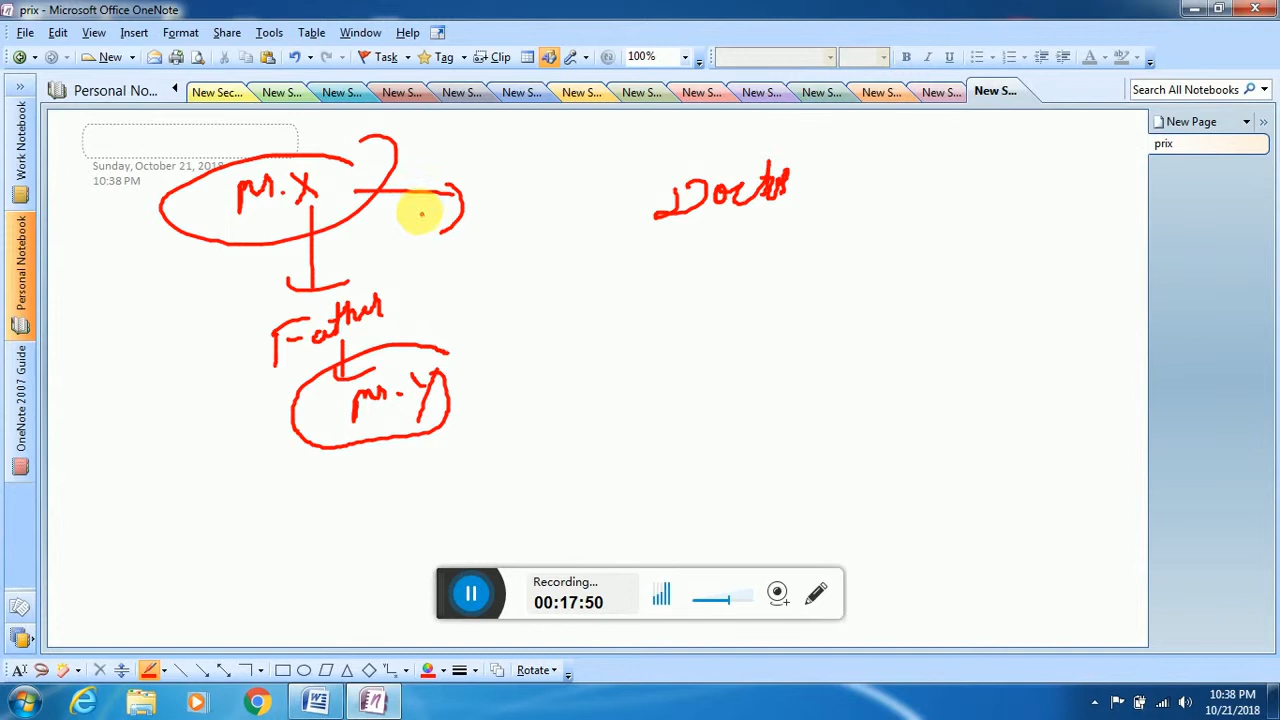 prix - Microsoft Office OneNote
File Edit View Insert Format Share Tools Table Window Help
New Task Tag Clip 100% B I U A ab
Personal No... New Sec... New S... New S... New S... New S... New S... New S... New S... New S... New S... New S... New S... New S... New S... Search All Notebooks
New Page
prix
Work Notebook
Personal Notebook
OneNote 2007 Guide
Sunday, October 21, 2018
10:38 PM
Mr. X
Doctor
Father
Mr. Y
Recording...
00:17:50
A Rotate
10:38 PM
10/21/2018